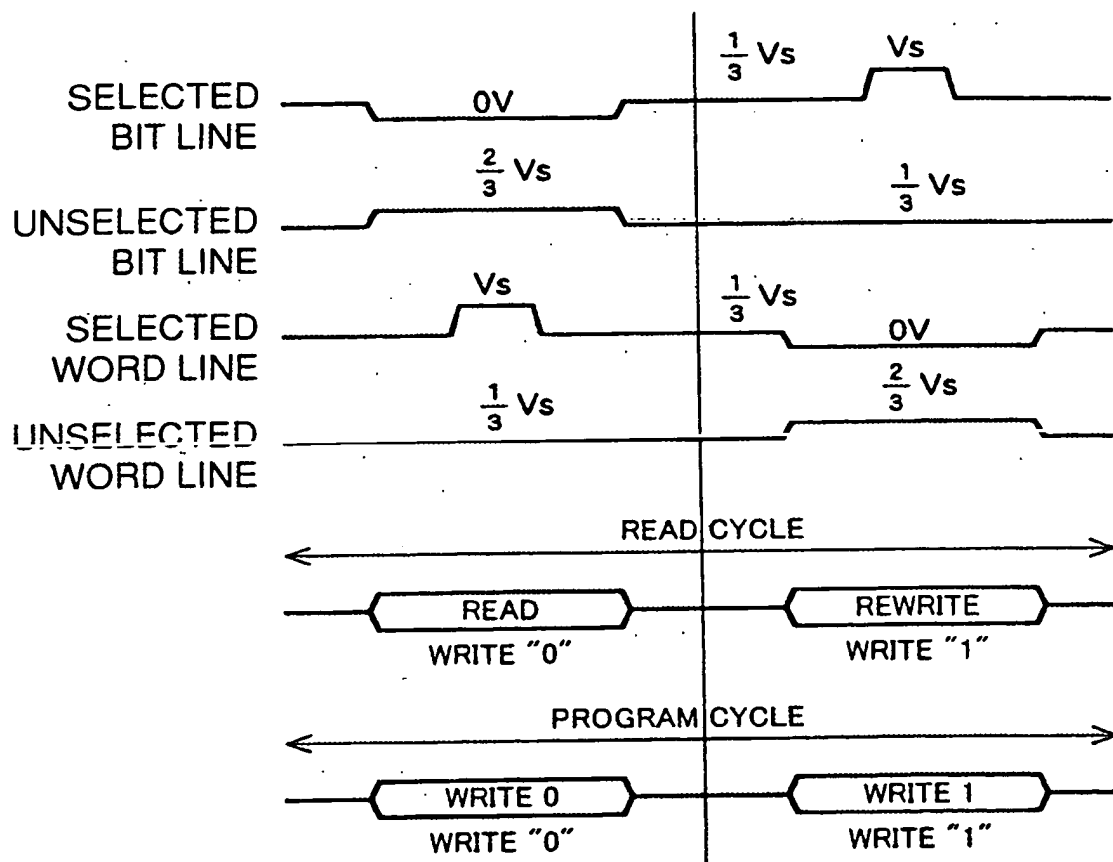 1/3 Vs Vs
SELECTED
BIT LINE
0V
2/3 Vs 1/3 Vs
UNSELECTED
BIT LINE
Vs 1/3 Vs
SELECTED
WORD LINE
0V
1/3 Vs 2/3 Vs
UNSELECTED
WORD LINE
READ CYCLE
READ REWRITE
WRITE "0" WRITE "1"
PROGRAM CYCLE
WRITE 0 WRITE 1
WRITE "0" WRITE "1"